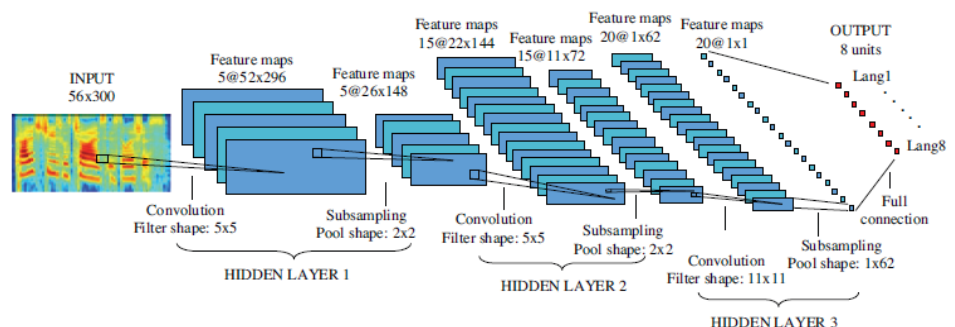 INPUT
56x300
Feature maps
5@52x296
Feature maps
5@26x148
Feature maps
15@22x144
Feature maps
15@11x72
Feature maps
20@1x62
Feature maps
20@1x1
OUTPUT
8 units
Lang1
Lang8
Convolution
Filter shape: 5x5
Subsampling
Pool shape: 2x2
Convolution
Filter shape: 5x5
Subsampling
Pool shape: 2x2
Convolution
Filter shape: 11x11
Subsampling
Pool shape: 1x62
Full
connection
HIDDEN LAYER 1
HIDDEN LAYER 2
HIDDEN LAYER 3